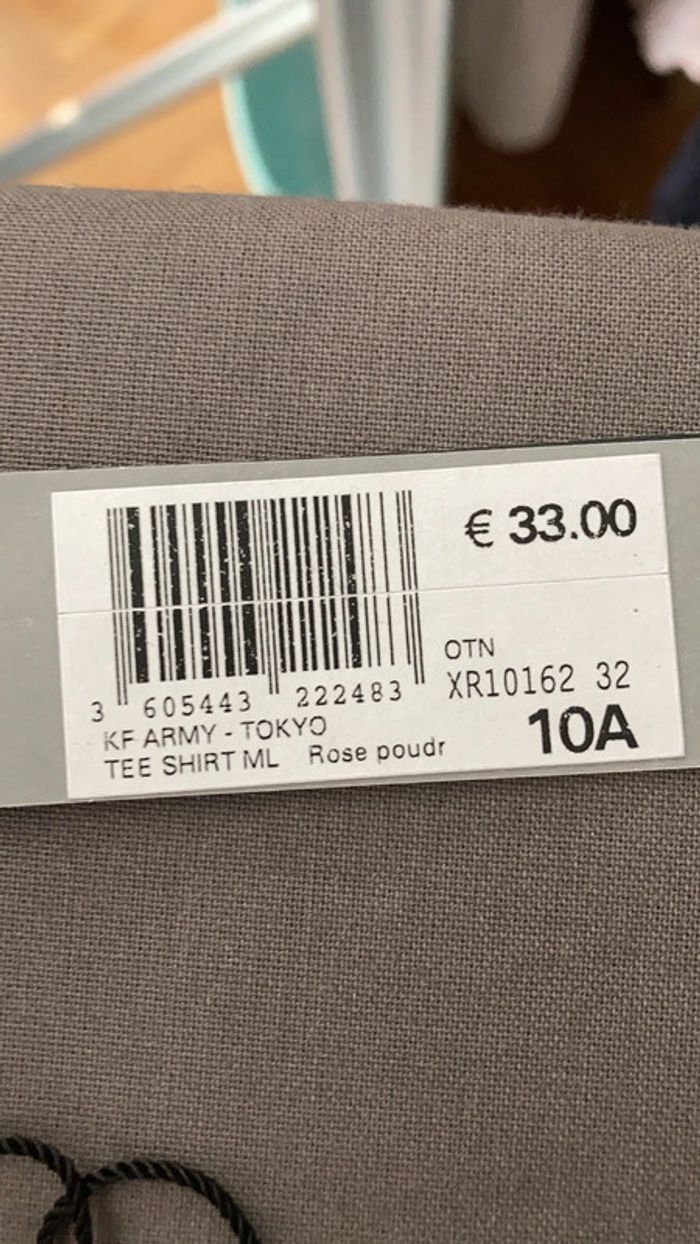 € 33.00
OTN
XR10162 32
10A
3 605443 222483
KF ARMY - TOKYO
TEE SHIRT ML Rose poudr